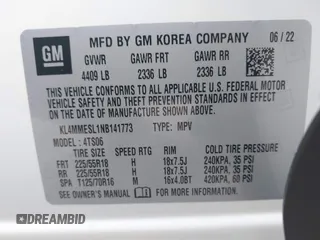 GM
MFD BY GM KOREA COMPANY 06 / 22
GVWR GAWR FRT GAWR RR
4409 LB 2336 LB 2336 LB
THIS VEHICLE CONFORMS TO ALL APPLICABLE U.S. FEDERAL MOTOR
VEHICLE SAFETY, BUMPER, AND THEFT PREVENTION STANDARDS IN EFFECT
ON THE DATE OF MANUFACTURE SHOWN ABOVE.
KL4MMESL1NB141773 TYPE : MPV
MODEL : 4TS06
TIRE SIZE SPEED RTG RIM COLD TIRE PRESSURE
FRT 225/55R18 H 18x7.5J 240KPA, 35 PSI
RR 225/55R18 H 18x7.5J 240KPA, 35 PSI
SPA T125/70R16 M 16x4.0BT 420KPA, 60 PSI
DREAMBID